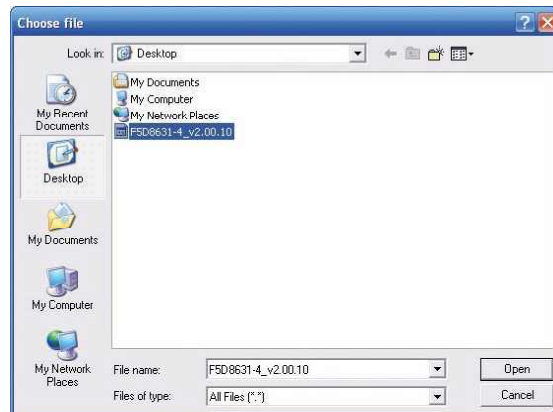 Choose file
Look in: Desktop
My Recent
Documents
Desktop
My Documents
My Computer
My Network
Places
My Documents
My Computer
My Network Places
F5D8631-4_v2.00.10
File name: F5D8631-4_v2.00.10 Open
Files of type: All Files (*.*) Cancel